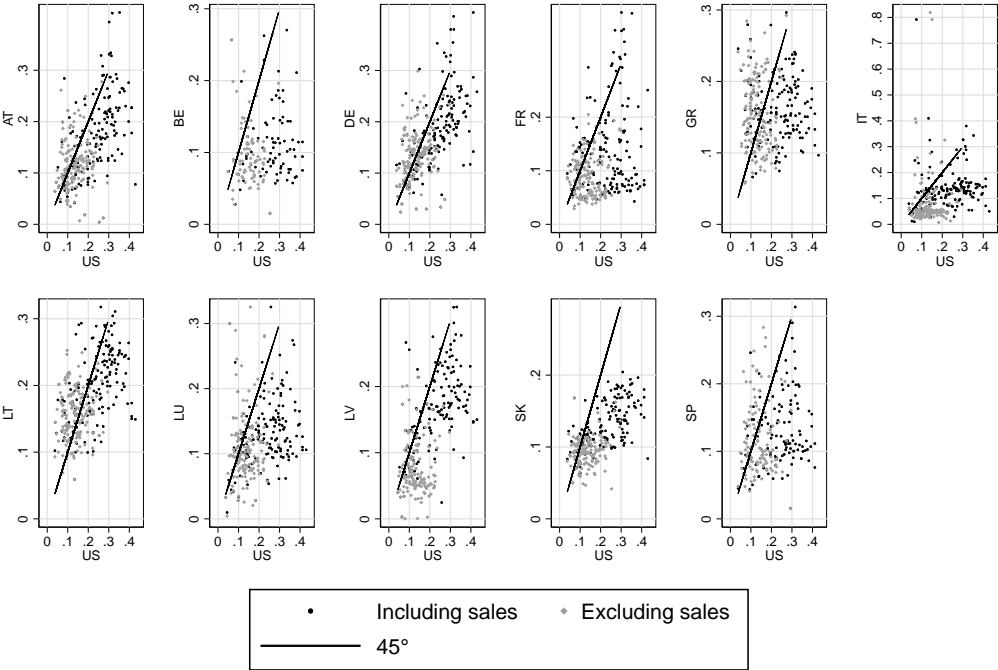 AT
0 .1 .2 .3
0 .1 .2 .3 .4
US
BE
0 .1 .2
0 .1 .2 .3 .4
US
DE
0 .1 .2 .3
0 .1 .2 .3 .4
US
FR
0 .1 .2
0 .1 .2 .3 .4
US
GR
0 .1 .2 .3
0 .1 .2 .3 .4
US
IT
0 .1 .2 .3 .4 .5 .6 .7 .8
0 .1 .2 .3 .4
US
LT
0 .1 .2 .3
0 .1 .2 .3 .4
US
LU
0 .1 .2 .3
0 .1 .2 .3 .4
US
LV
0 .1 .2
0 .1 .2 .3 .4
US
SK
0 .1 .2
0 .1 .2 .3 .4
US
SP
0 .1 .2 .3
0 .1 .2 .3 .4
US
Including sales
Excluding sales
45°